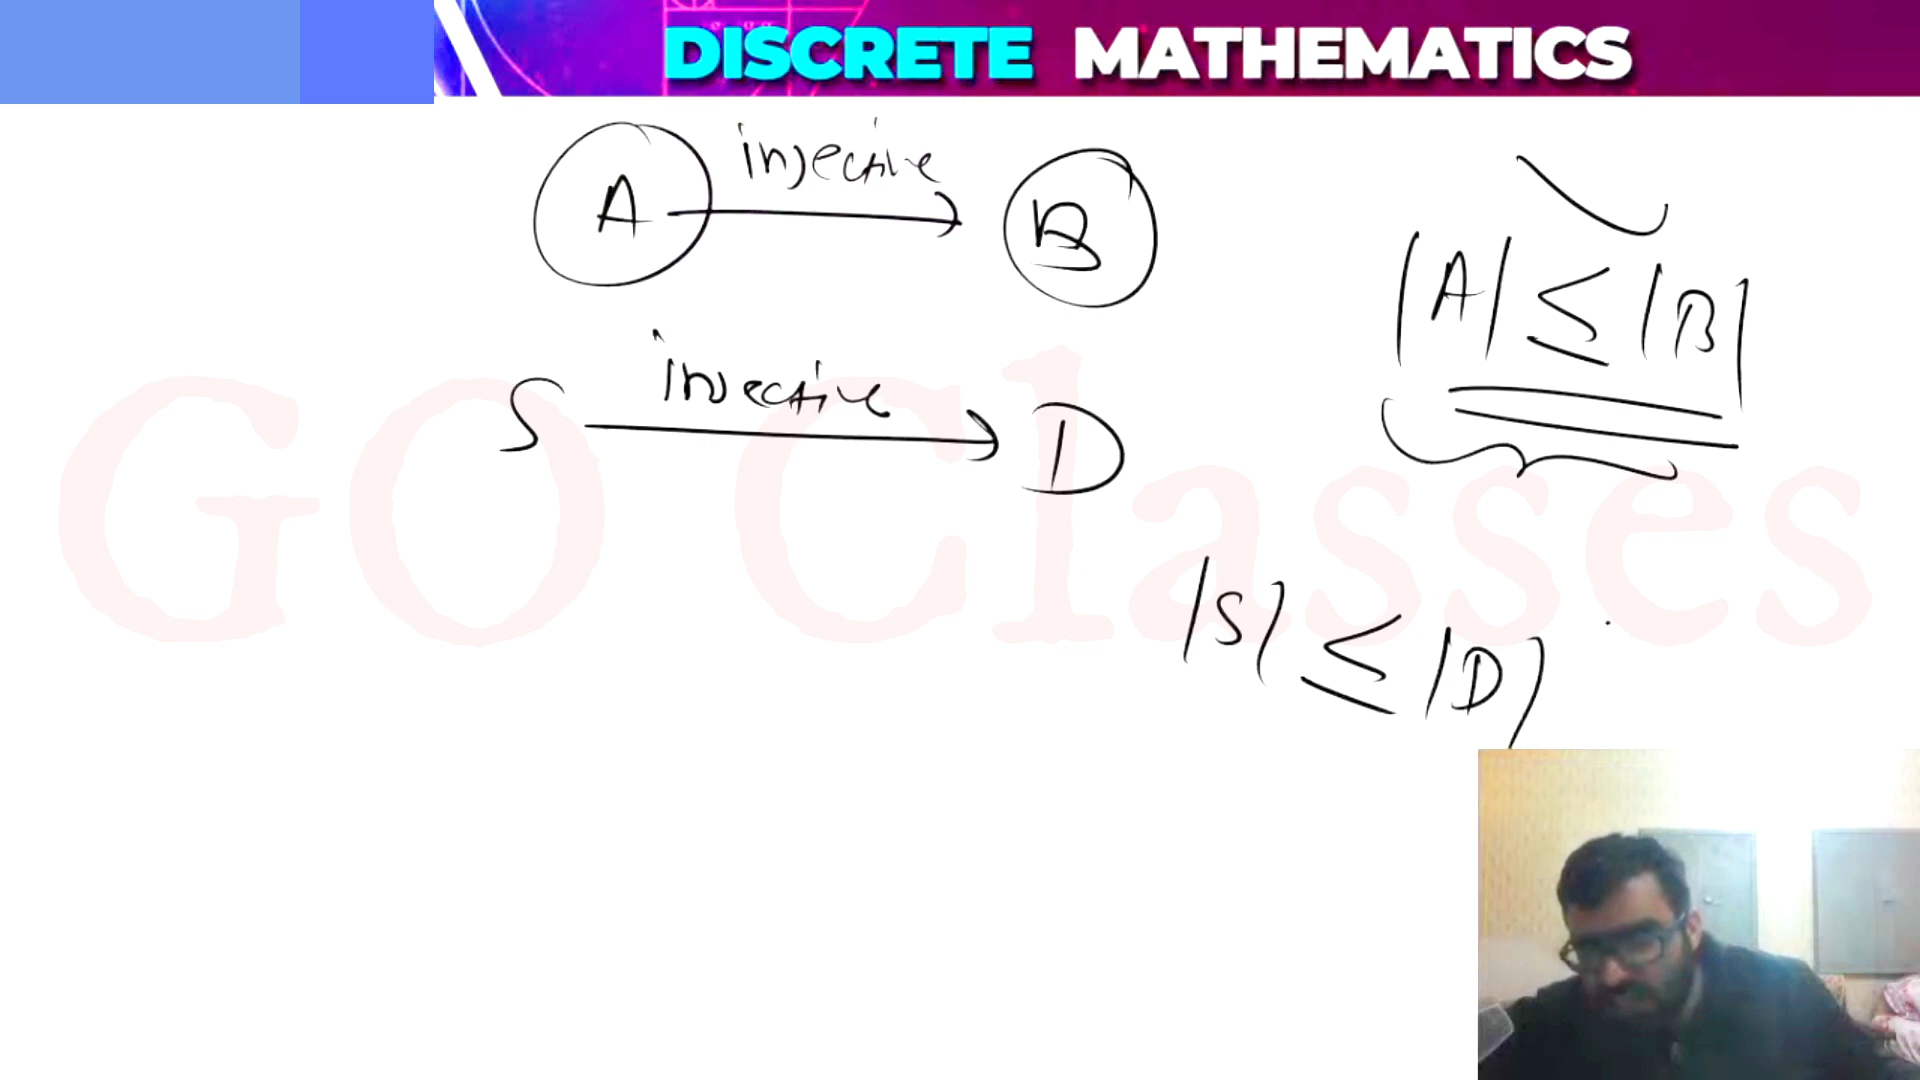 DISCRETE MATHEMATICS
A injective B
|A| ≤ |B|
S injective D
GO Classes
|S| ≤ |D|